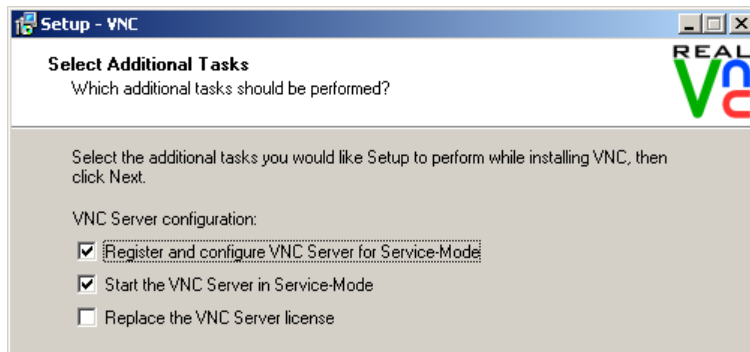 Setup - VNC
Select Additional Tasks
Which additional tasks should be performed?
REAL
VNC
Select the additional tasks you would like Setup to perform while installing VNC, then
click Next.
VNC Server configuration:
Register and configure VNC Server for Service-Mode
Start the VNC Server in Service-Mode
Replace the VNC Server license